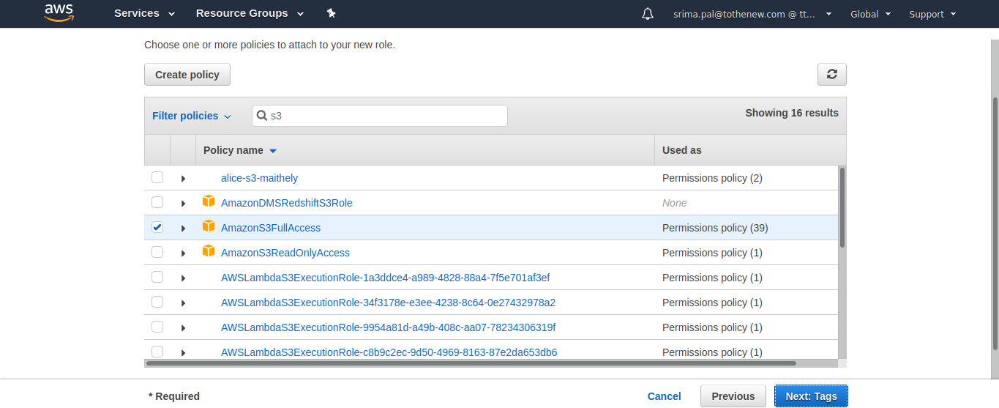 aws Services Resource Groups srima.pal@tothenew.com @ tt... Global Support
Choose one or more policies to attach to your new role.
Create policy
Filter policies s3 Showing 16 results
Policy name Used as
alice-s3-maithely Permissions policy (2)
AmazonDMSRedshiftS3Role None
AmazonS3FullAccess Permissions policy (39)
AmazonS3ReadOnlyAccess Permissions policy (1)
AWSLambdaS3ExecutionRole-1a3ddce4-a989-4828-88a4-7f5e701af3ef Permissions policy (1)
AWSLambdaS3ExecutionRole-34f3178e-e3ee-4238-8c64-0e27432978a2 Permissions policy (1)
AWSLambdaS3ExecutionRole-9954a81d-a49b-408c-aa07-78234306319f Permissions policy (1)
AWSLambdaS3ExecutionRole-c8b9c2ec-9d50-4969-8163-87e2da653db6 Permissions policy (1)
* Required Cancel Previous Next: Tags